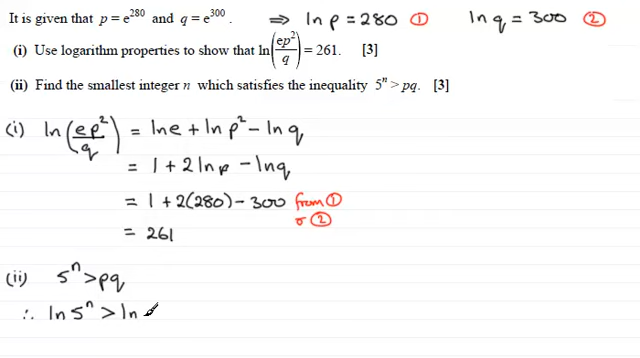 It is given that p = e^280 and q = e^300. ⟹ ln p = 280 ① ln q = 300 ②
(i) Use logarithm properties to show that ln(ep²/q) = 261. [3]
(ii) Find the smallest integer n which satisfies the inequality 5^n > pq. [3]
(i) ln(ep²/q) = ln e + ln p² − ln q
= 1 + 2 ln p − ln q
= 1 + 2(280) − 300 from ①
& ②
= 261
(ii) 5^n > pq
∴ ln 5^n > ln